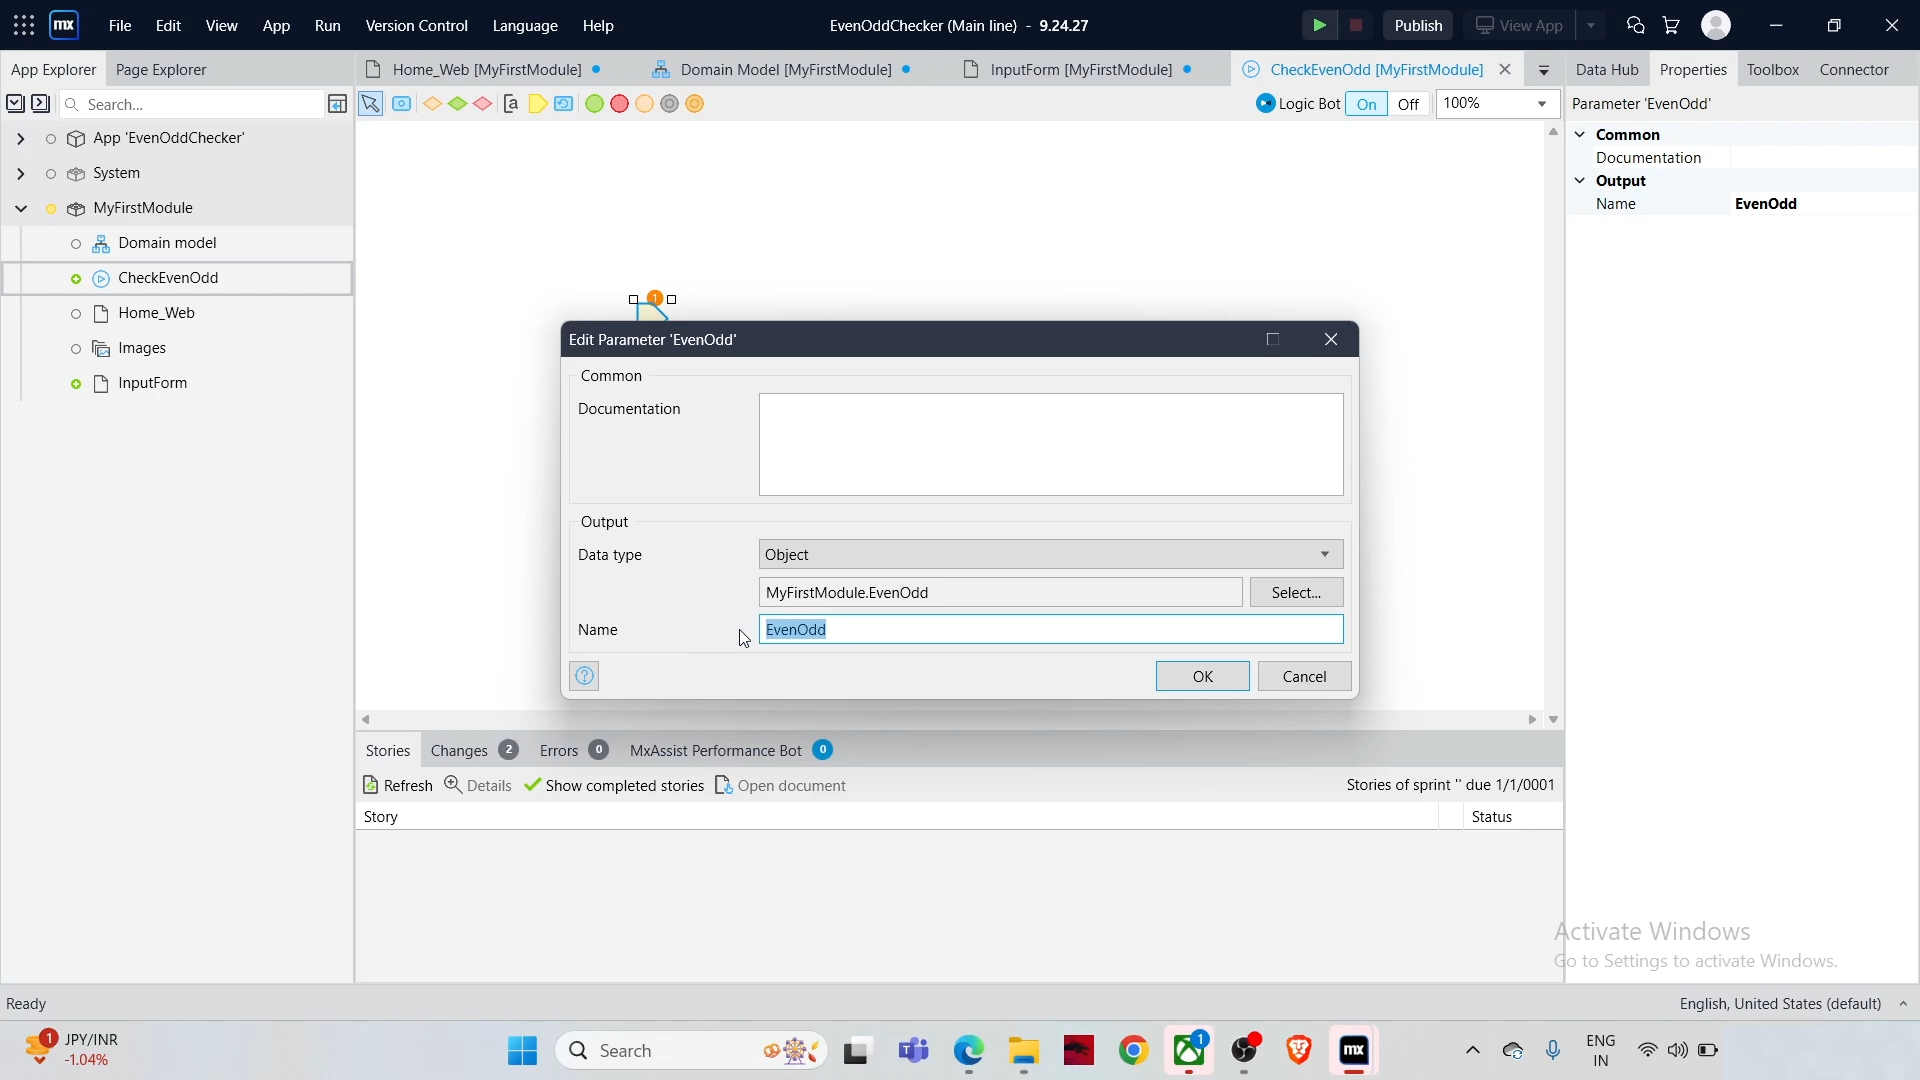 mx File Edit View App Run Version Control Language Help EvenOddChecker (Main line) - 9.24.27 Publish View App
App Explorer Page Explorer Home_Web [MyFirstModule] Domain Model [MyFirstModule] InputForm [MyFirstModule] CheckEvenOdd [MyFirstModule] Data Hub Properties Toolbox Connector
Search... Logic Bot On Off 100% Parameter 'EvenOdd'
App 'EvenOddChecker'
System
MyFirstModule
Domain model
CheckEvenOdd
Home_Web
Images
InputForm
Common
Documentation
Output
Name EvenOdd
1
Edit Parameter 'EvenOdd'
Common
Documentation
Output
Data type Object
MyFirstModule.EvenOdd Select...
Name EvenOdd
? OK Cancel
Stories Changes 2 Errors 0 MxAssist Performance Bot 0
Refresh Details Show completed stories Open document Stories of sprint '' due 1/1/0001
Story Status
Activate Windows
Go to Settings to activate Windows.
Ready English, United States (default)
1 JPY/INR
-1.04%
Search
1
mx
ENG
IN